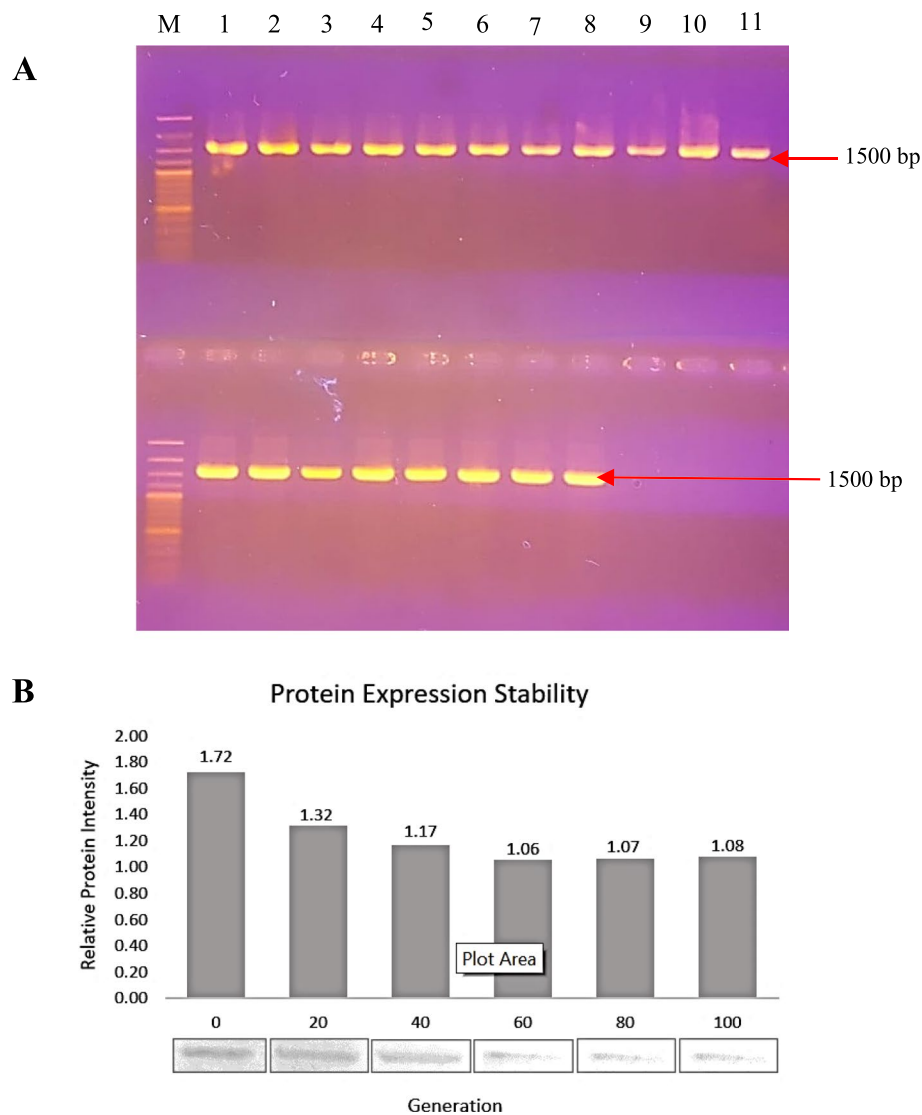 M 1 2 3 4 5 6 7 8 9 10 11
A
1500 bp
1500 bp
B
Protein Expression Stability
Relative Protein Intensity
2.00
1.80
1.60
1.40
1.20
1.00
0.80
0.60
0.40
0.20
0.00
1.72
1.32
1.17
1.06
1.07
1.08
Plot Area
0 20 40 60 80 100
Generation